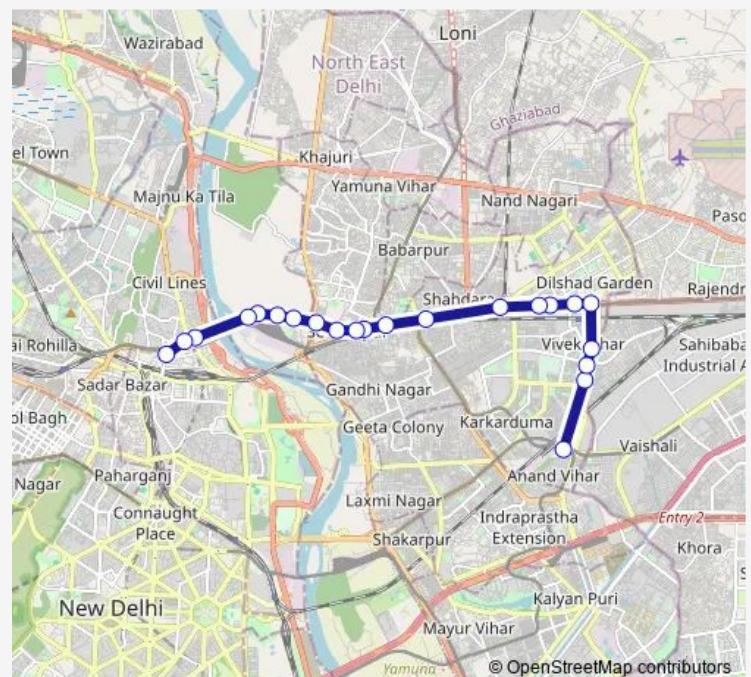 Wazirabad
Loni
North East
Delhi
Ghaziabad
el Town
Khajuri
Yamuna Vihar
Majnu Ka Tila
Nand Nagari
Paso
Babarpur
Civil Lines
Dilshad Garden
Shahdara
Rajendr
ai Rohilla
Vivek
har
Sahibaba
Industrial A
Sadar Bazar
Gandhi Nagar
ol Bagh
Geeta Colony
Karkarduma
Vaishali
Nagar
Paharganj
Anand Vihar
Connaught
Place
Laxmi Nagar
Indraprastha
Extension
Entry 2
Shakarpur
Khora
New Delhi
Kalyan Puri
Mayur Vihar
Yamuna
© OpenStreetMap contributors